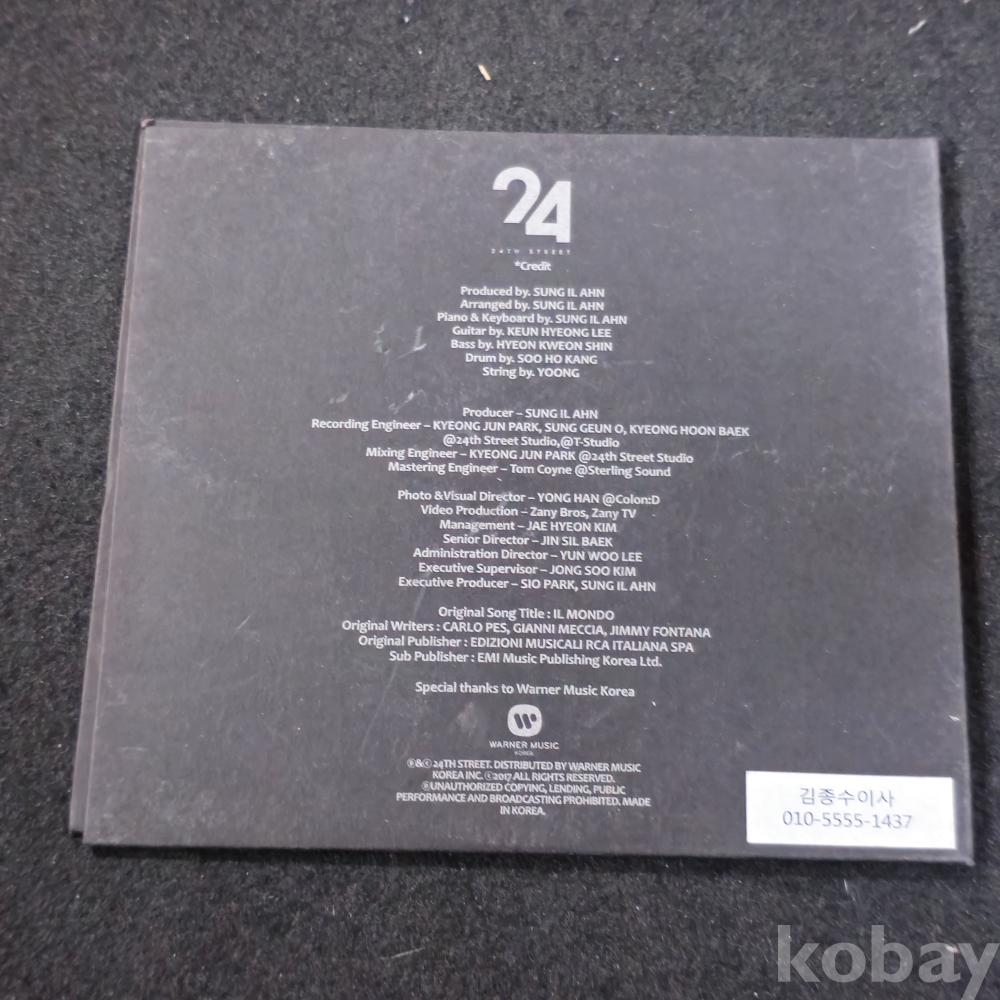 24
24TH STREET
*Credit
Produced by. SUNG IL AHN
Arranged by. SUNG IL AHN
Piano & Keyboard by. SUNG IL AHN
Guitar by. KEUN HYEONG LEE
Bass by. HYEON KWEON SHIN
Drum by. SOO HO KANG
String by. YOONG
Producer – SUNG IL AHN
Recording Engineer – KYEONG JUN PARK, SUNG GEUN O, KYEONG HOON BAEK
@24th Street Studio,@T-Studio
Mixing Engineer – KYEONG JUN PARK @24th Street Studio
Mastering Engineer – Tom Coyne @Sterling Sound
Photo &Visual Director – YONG HAN @Colon:D
Video Production – Zany Bros, Zany TV
Management – JAE HYEON KIM
Senior Director – JIN SIL BAEK
Administration Director – YUN WOO LEE
Executive Supervisor – JONG SOO KIM
Executive Producer – SIO PARK, SUNG IL AHN
Original Song Title : IL MONDO
Original Writers : CARLO PES, GIANNI MECCIA, JIMMY FONTANA
Original Publisher : EDIZIONI MUSICALI RCA ITALIANA SPA
Sub Publisher : EMI Music Publishing Korea Ltd.
Special thanks to Warner Music Korea
WARNER MUSIC
KOREA
Ⓟ&ⓒ 24TH STREET. DISTRIBUTED BY WARNER MUSIC
KOREA INC. ⓒ2017 ALL RIGHTS RESERVED.
ⓅUNAUTHORIZED COPYING, LENDING, PUBLIC
PERFORMANCE AND BROADCASTING PROHIBITED. MADE
IN KOREA.
김종수이사
010-5555-1437
kobay